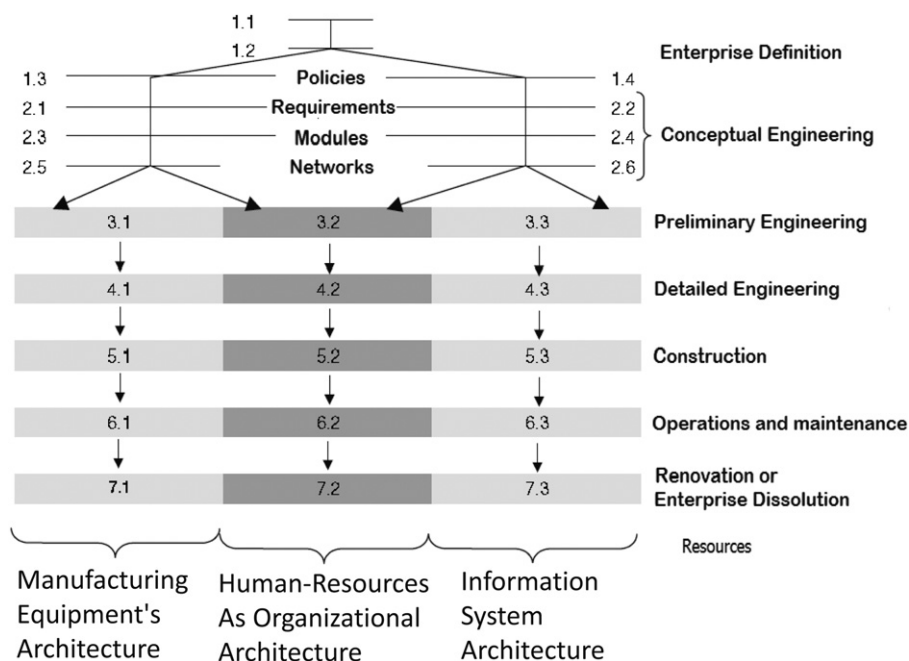 1.1
1.2 Enterprise Definition
1.3 Policies 1.4
2.1 Requirements 2.2
2.3 Modules 2.4 Conceptual Engineering
2.5 Networks 2.6
3.1 3.2 3.3 Preliminary Engineering
4.1 4.2 4.3 Detailed Engineering
5.1 5.2 5.3 Construction
6.1 6.2 6.3 Operations and maintenance
7.1 7.2 7.3 Renovation or
Enterprise Dissolution
Resources
Manufacturing
Equipment's
Architecture
Human-Resources
As Organizational
Architecture
Information
System
Architecture